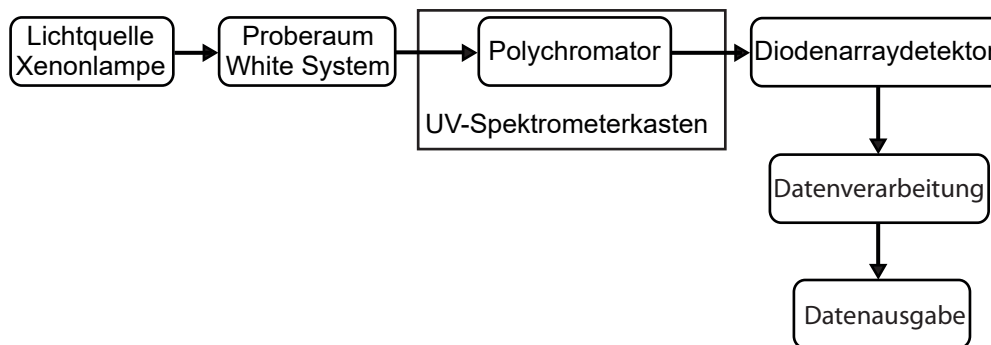 Lichtquelle
Xenonlampe
Proberaum
White System
Polychromator
UV-Spektrometerkasten
Diodenarraydetektor
Datenverarbeitung
Datenausgabe